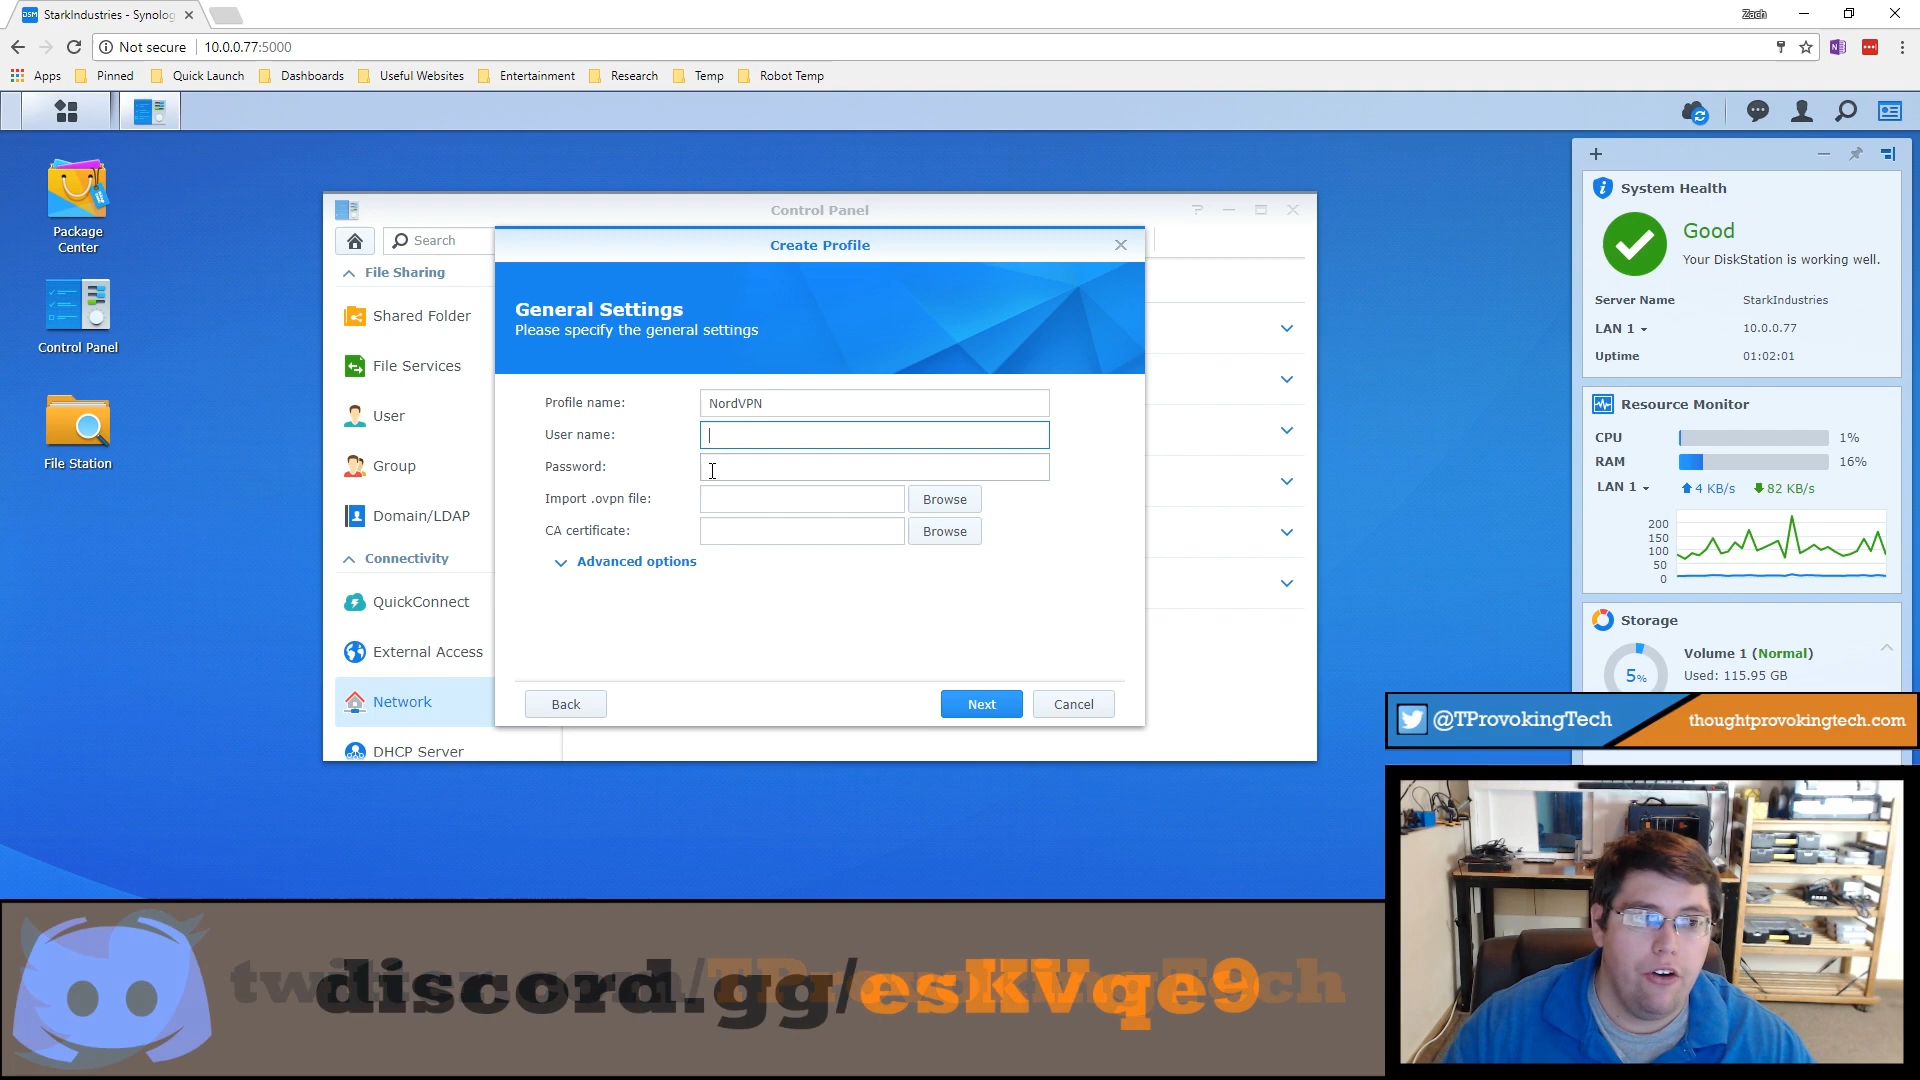 DSM StarkIndustries - Synolog
Zach
Not secure
10.0.0.77:5000
Apps
Pinned
Quick Launch
Dashboards
Useful Websites
Entertainment
Research
Temp
Robot Temp
Package
Center
Control Panel
File Station
Control Panel
Search
File Sharing
Shared Folder
File Services
User
Group
Domain/LDAP
Connectivity
QuickConnect
External Access
Network
DHCP Server
Create Profile
General Settings
Please specify the general settings
Profile name:
NordVPN
User name:
Password:
Import .ovpn file:
Browse
CA certificate:
Browse
Advanced options
Back
Next
Cancel
System Health
Good
Your DiskStation is working well.
Server Name
StarkIndustries
LAN 1
10.0.0.77
Uptime
01:02:01
Resource Monitor
CPU
1%
RAM
16%
LAN 1
4 KB/s
82 KB/s
200
150
100
50
0
Storage
Volume 1 (Normal)
5%
Used: 115.95 GB
@TProvokingTech
thoughtprovokingtech.com
discord.gg/esKVqe9